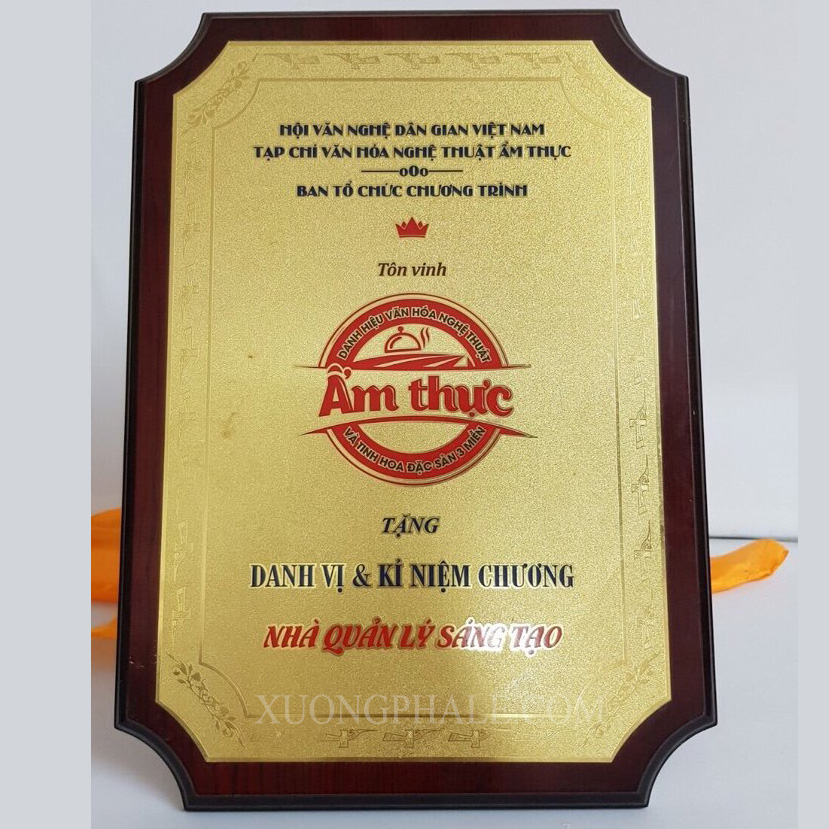 HỘI VĂN NGHỆ DÂN GIAN VIỆT NAM
TẠP CHÍ VĂN HÓA NGHỆ THUẬT ẨM THỰC
oOo
BAN TỔ CHỨC CHƯƠNG TRÌNH
Tôn vinh
DANH HIỆU VĂN HÓA NGHỆ THUẬT
Ẩm thực
VÀ TINH HOA ĐẶC SẢN 3 MIỀN
TẶNG
DANH VỊ & KỈ NIỆM CHƯƠNG
NHÀ QUẢN LÝ SÁNG TẠO
XUONGPHALE.COM